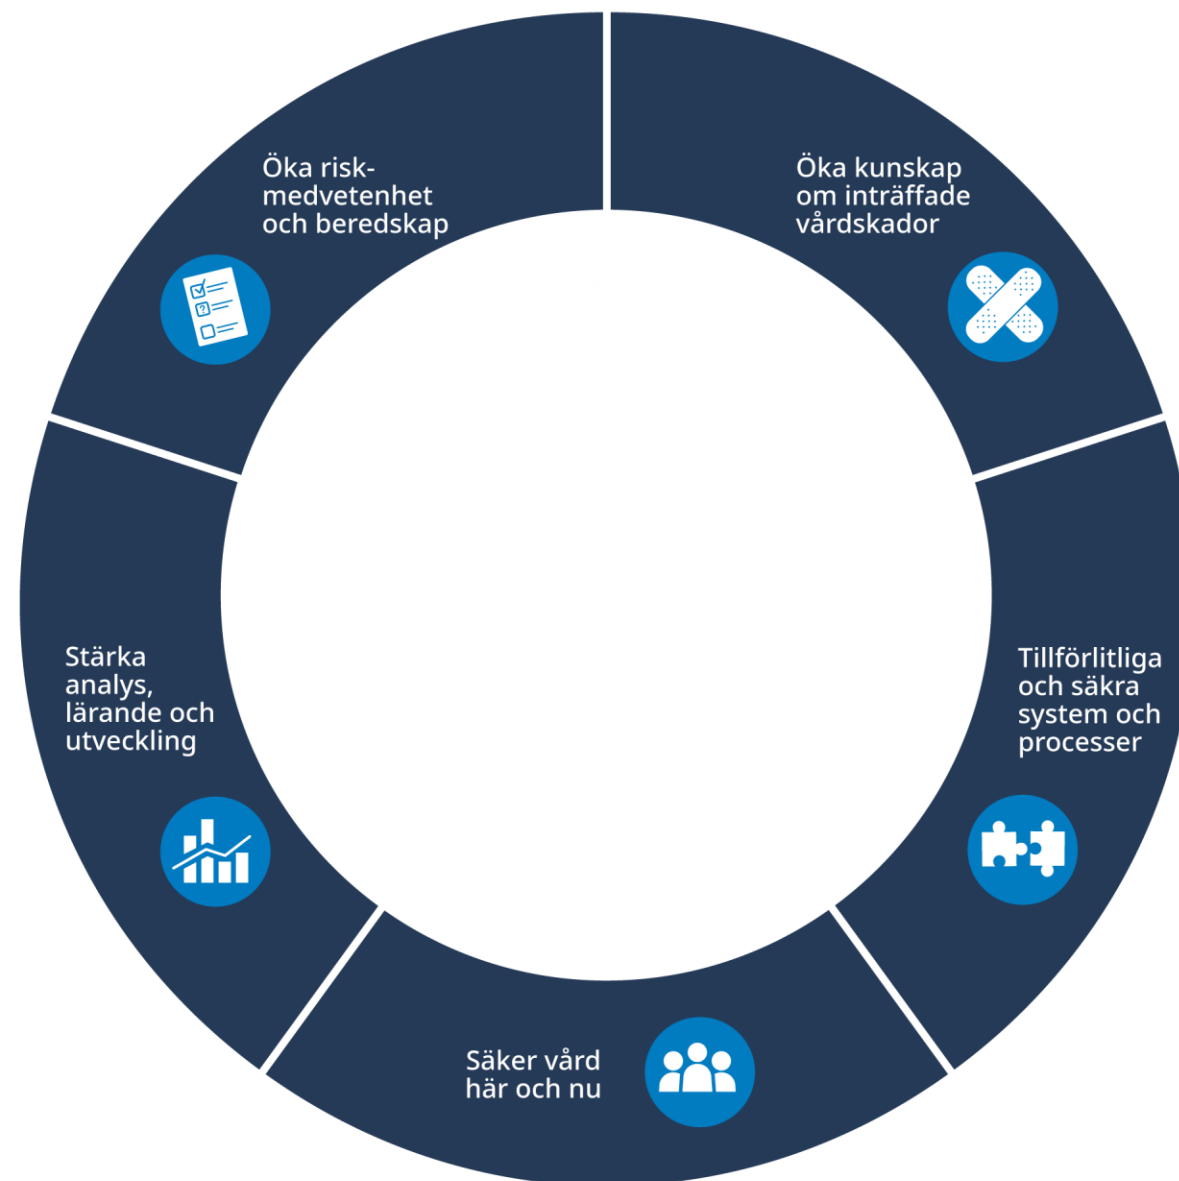 Öka risk-
medvetenhet
och beredskap
Öka kunskap
om inträffade
vårdskador
?
Stärka
analys,
lärande och
utveckling
Tillförlitliga
och säkra
system och
processer
Säker vård
här och nu